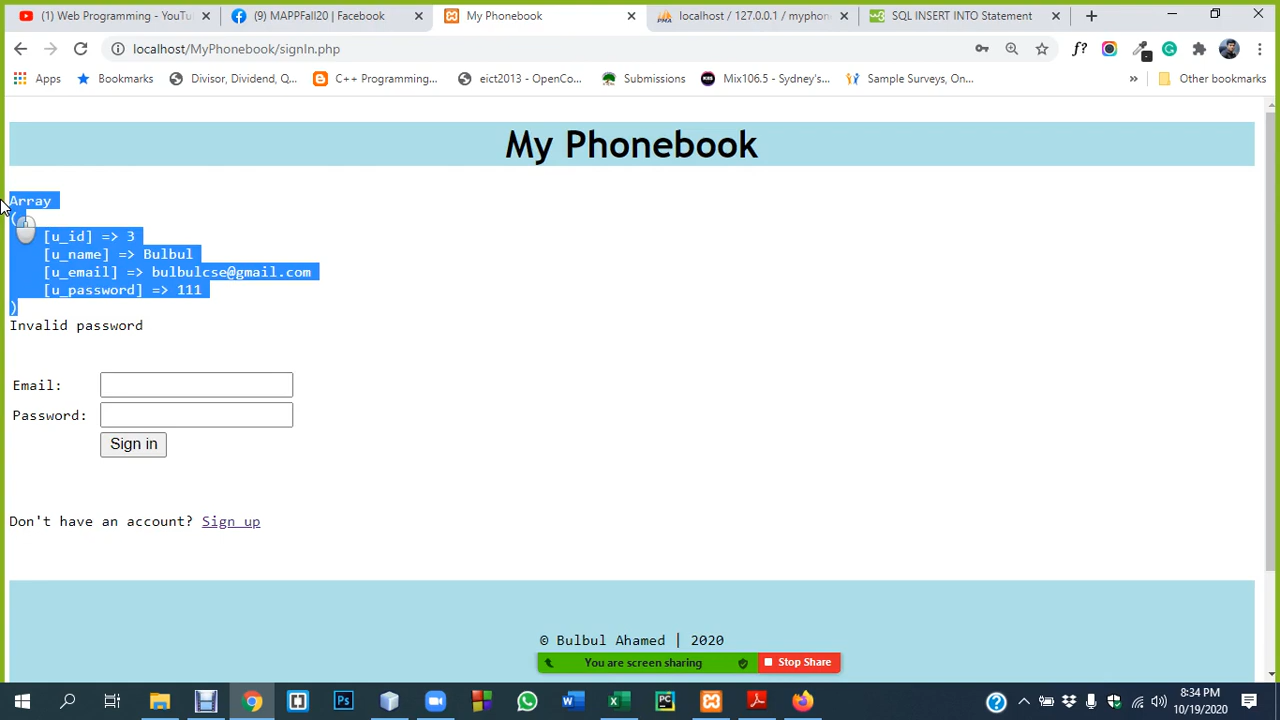 (1) Web Programming - YouTu
(9) MAPPFall20 | Facebook
My Phonebook
localhost / 127.0.0.1 / myphon
SQL INSERT INTO Statement
localhost/MyPhonebook/signIn.php
f?
Apps
Bookmarks
Divisor, Dividend, Q...
C++ Programming...
eict2013 - OpenCo...
Submissions
Mix106.5 - Sydney's...
Sample Surveys, On...
»
Other bookmarks
My Phonebook
Array
(
[u_id] => 3
[u_name] => Bulbul
[u_email] => bulbulcse@gmail.com
[u_password] => 111
)
Invalid password
Email:
Password:
Sign in
Don't have an account? Sign up
© Bulbul Ahamed | 2020
You are screen sharing
Stop Share
8:34 PM
10/19/2020